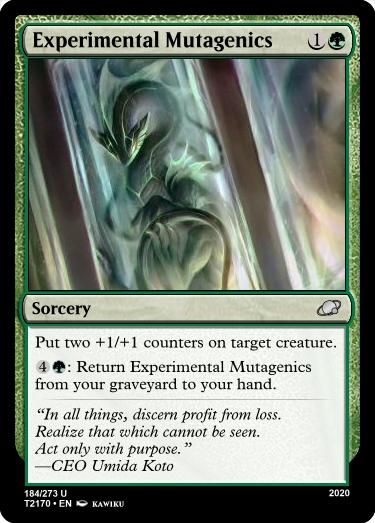 Experimental Mutagenics 1
Sorcery
Put two +1/+1 counters on target creature.
4 : Return Experimental Mutagenics
from your graveyard to your hand.
“In all things, discern profit from loss.
Realize that which cannot be seen.
Act only with purpose.”
—CEO Umida Koto
184/273 U 2020
T2170 • EN KAWIKU